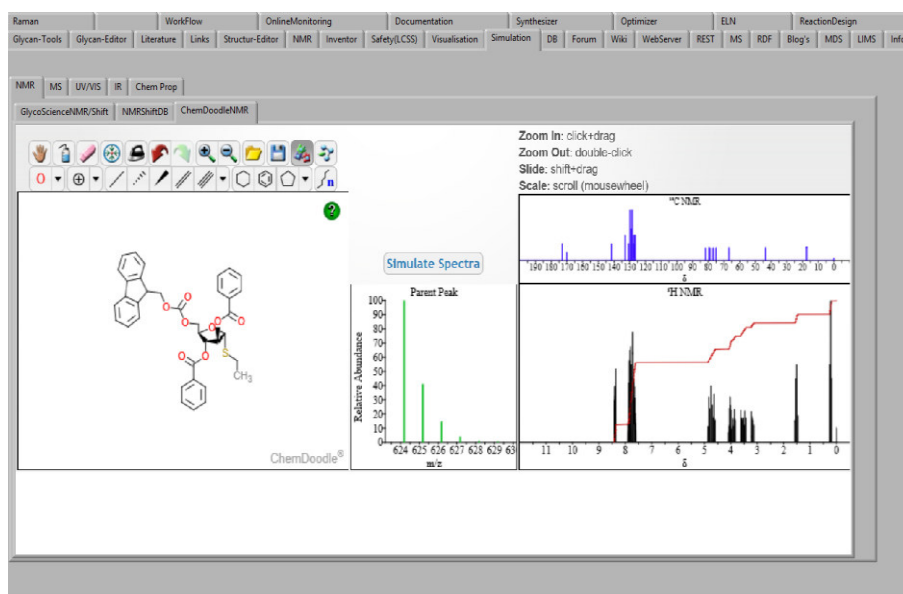 Raman WorkFlow OnlineMonitoring Documentation Synthesizer Optimizer ELN ReactionDesign
Glycan-Tools Glycan-Editor Literature Links Structur-Editor NMR Inventor Safety(LCSS) Visualisation Simulation DB Forum Wiki WebServer REST MS RDF Blog's MDS LIMS Info
NMR MS UV/VIS IR Chem Prop
GlycoScienceNMR/Shift NMRShiftDB ChemDoodleNMR
Zoom In: click+drag
Zoom Out: double-click
Slide: shift+drag
Scale: scroll (mousewheel)
O n
?
¹³C NMR
190 180 170 160 150 140 130 120 110 100 90 80 70 60 50 40 30 20 10 0
δ
Simulate Spectra
Parent Peak
Relative Abundance
100
90
80
70
60
50
40
30
20
10
0
624 625 626 627 628 629 63
m/z
¹H NMR
11 10 9 8 7 6 5 4 3 2 1 0
δ
O
O
O
O
O
O
O
O
S
CH₃
ChemDoodle®